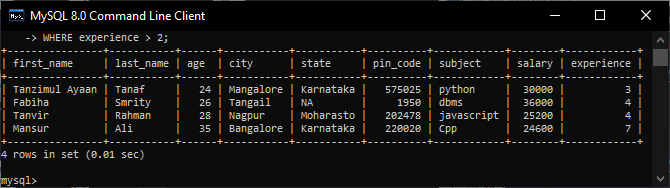 MySQL 8.0 Command Line Client
    -> WHERE experience > 2;
+----------------+-----------+------+-----------+-----------+----------+------------+--------+------------+
| first_name     | last_name | age  | city      | state     | pin_code | subject    | salary | experience |
+----------------+-----------+------+-----------+-----------+----------+------------+--------+------------+
| Tanzimul Ayaan | Tanaf     |   24 | Mangalore | Karnataka |   575025 | python     |  30000 |          3 |
| Fabiha         | Smrity    |   26 | Tangail   | NA        |     1950 | dbms       |  36000 |          4 |
| Tanvir         | Rahman    |   28 | Nagpur    | Moharasto |   202478 | javascript |  25200 |          4 |
| Mansur         | Ali       |   35 | Bangalore | Karnataka |   220020 | Cpp        |  24600 |          7 |
+----------------+-----------+------+-----------+-----------+----------+------------+--------+------------+
4 rows in set (0.01 sec)
mysql>